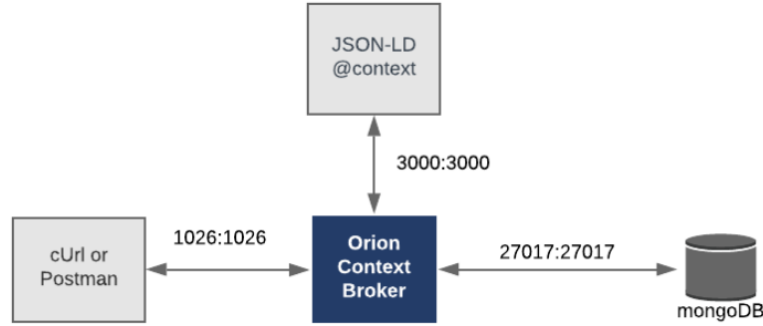 JSON-LD
@context
3000:3000
1026:1026
cUrl or
Postman
Orion
Context
Broker
27017:27017
mongoDB